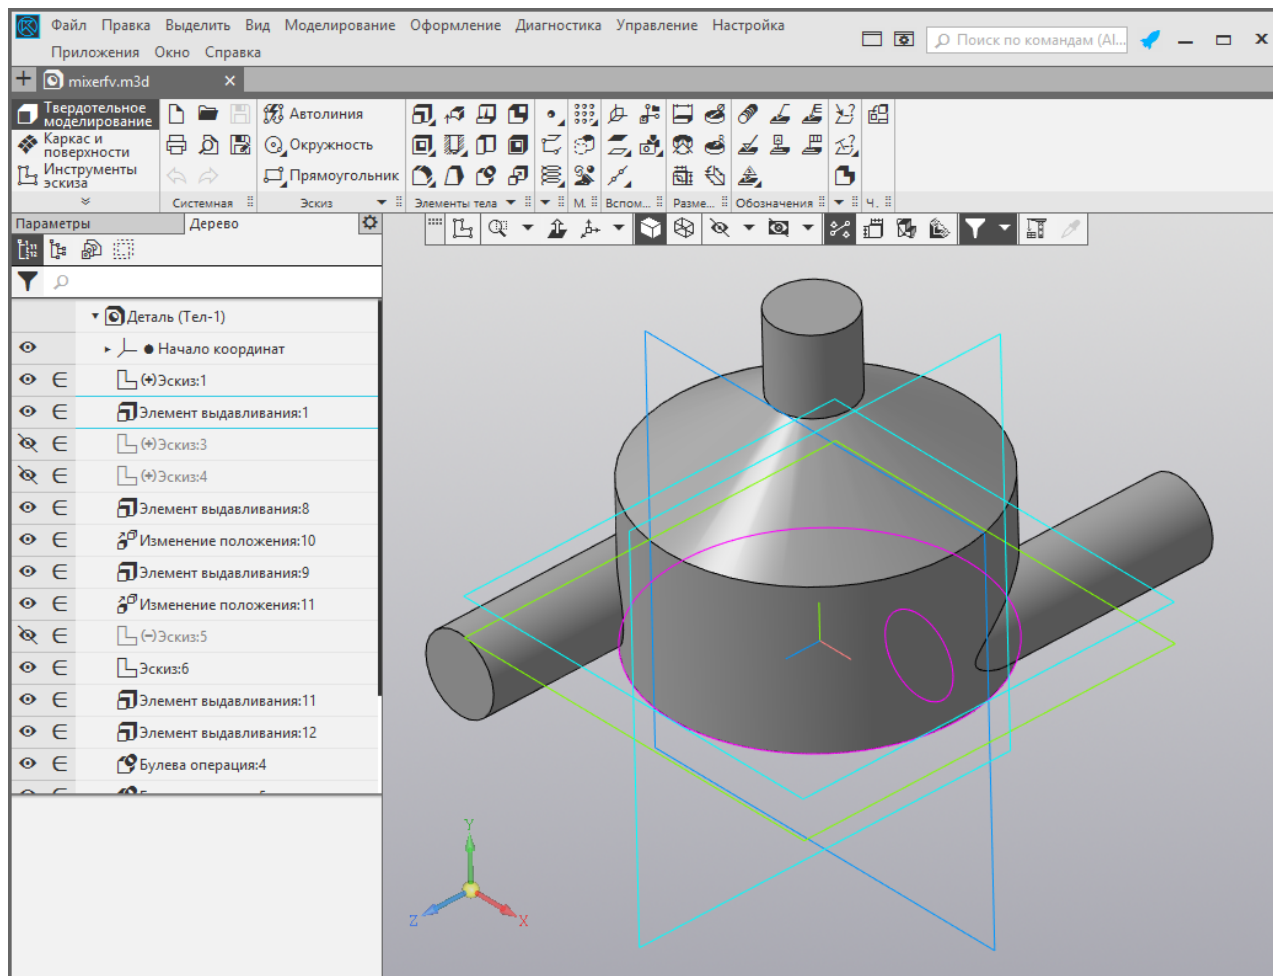 Файл Правка Выделить Вид Моделирование Оформление Диагностика Управление Настройка
Приложения Окно Справка
Поиск по командам (Al...
mixerfv.m3d
Твердотельное моделирование
Каркас и поверхности
Инструменты эскиза
Автолиния
Окружность
Прямоугольник
Системная Эскиз Элементы тела М. Вспом... Разме... Обозначения Ч.
Параметры Дерево
Деталь (Тел-1)
Начало координат
(+)Эскиз:1
Элемент выдавливания:1
(+)Эскиз:3
(+)Эскиз:4
Элемент выдавливания:8
Изменение положения:10
Элемент выдавливания:9
Изменение положения:11
(−)Эскиз:5
Эскиз:6
Элемент выдавливания:11
Элемент выдавливания:12
Булева операция:4
Y
Z
X